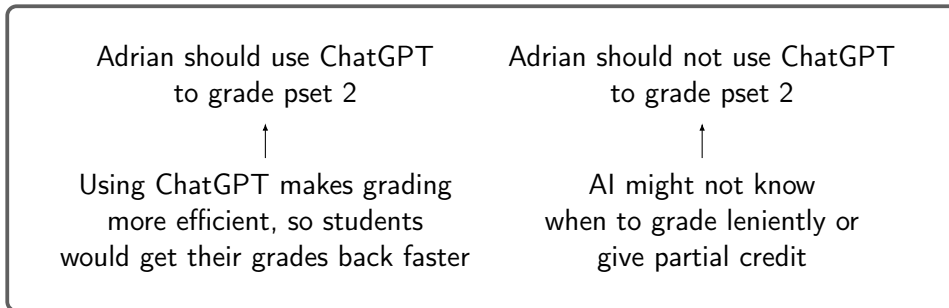 Adrian should use ChatGPT
to grade pset 2
Using ChatGPT makes grading
more efficient, so students
would get their grades back faster
Adrian should not use ChatGPT
to grade pset 2
AI might not know
when to grade leniently or
give partial credit